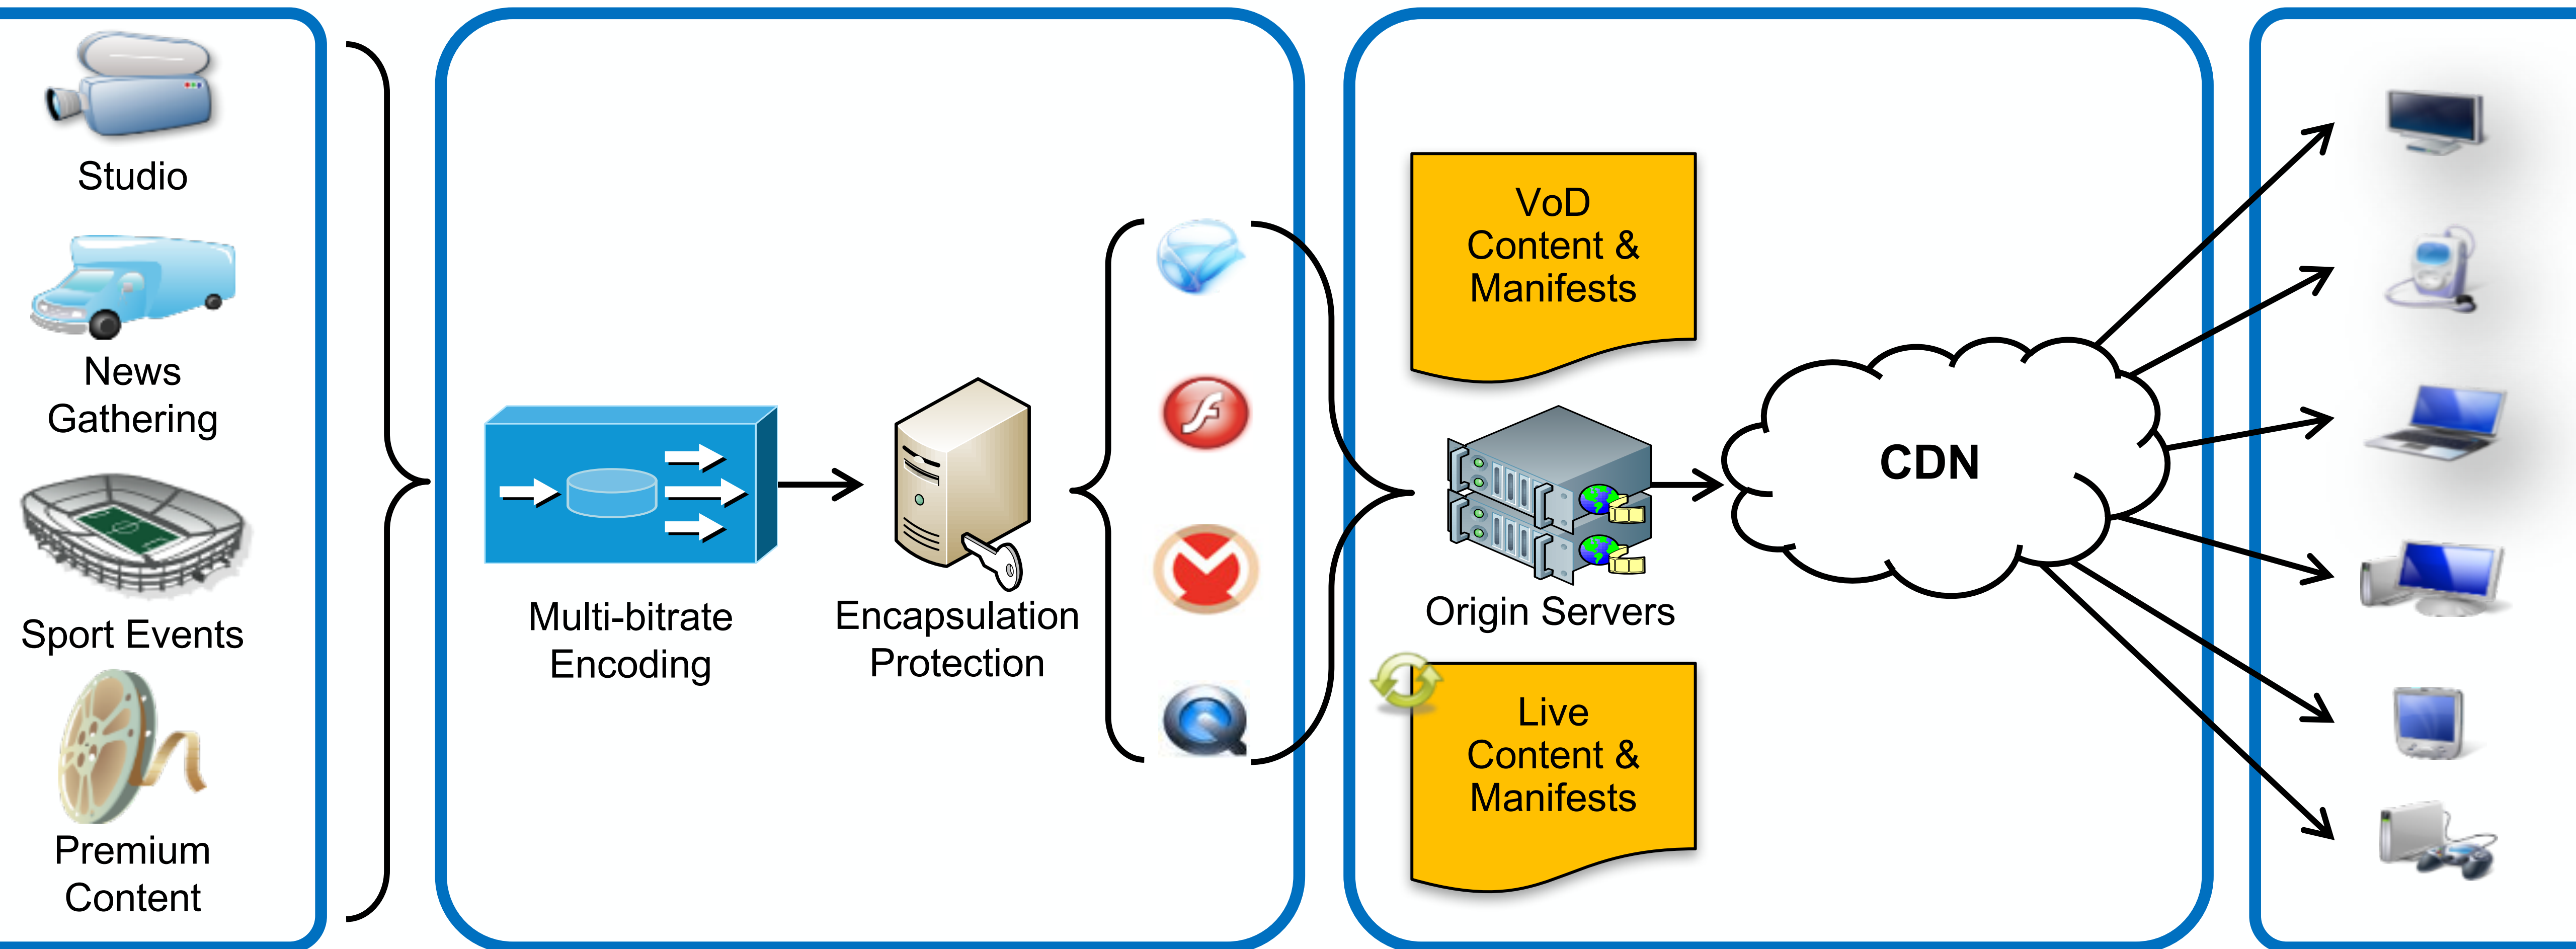 Studio
News
Gathering
Sport Events
Premium
Content
Multi-bitrate
Encoding
Encapsulation
Protection
VoD
Content &
Manifests
Origin Servers
Live
Content &
Manifests
CDN